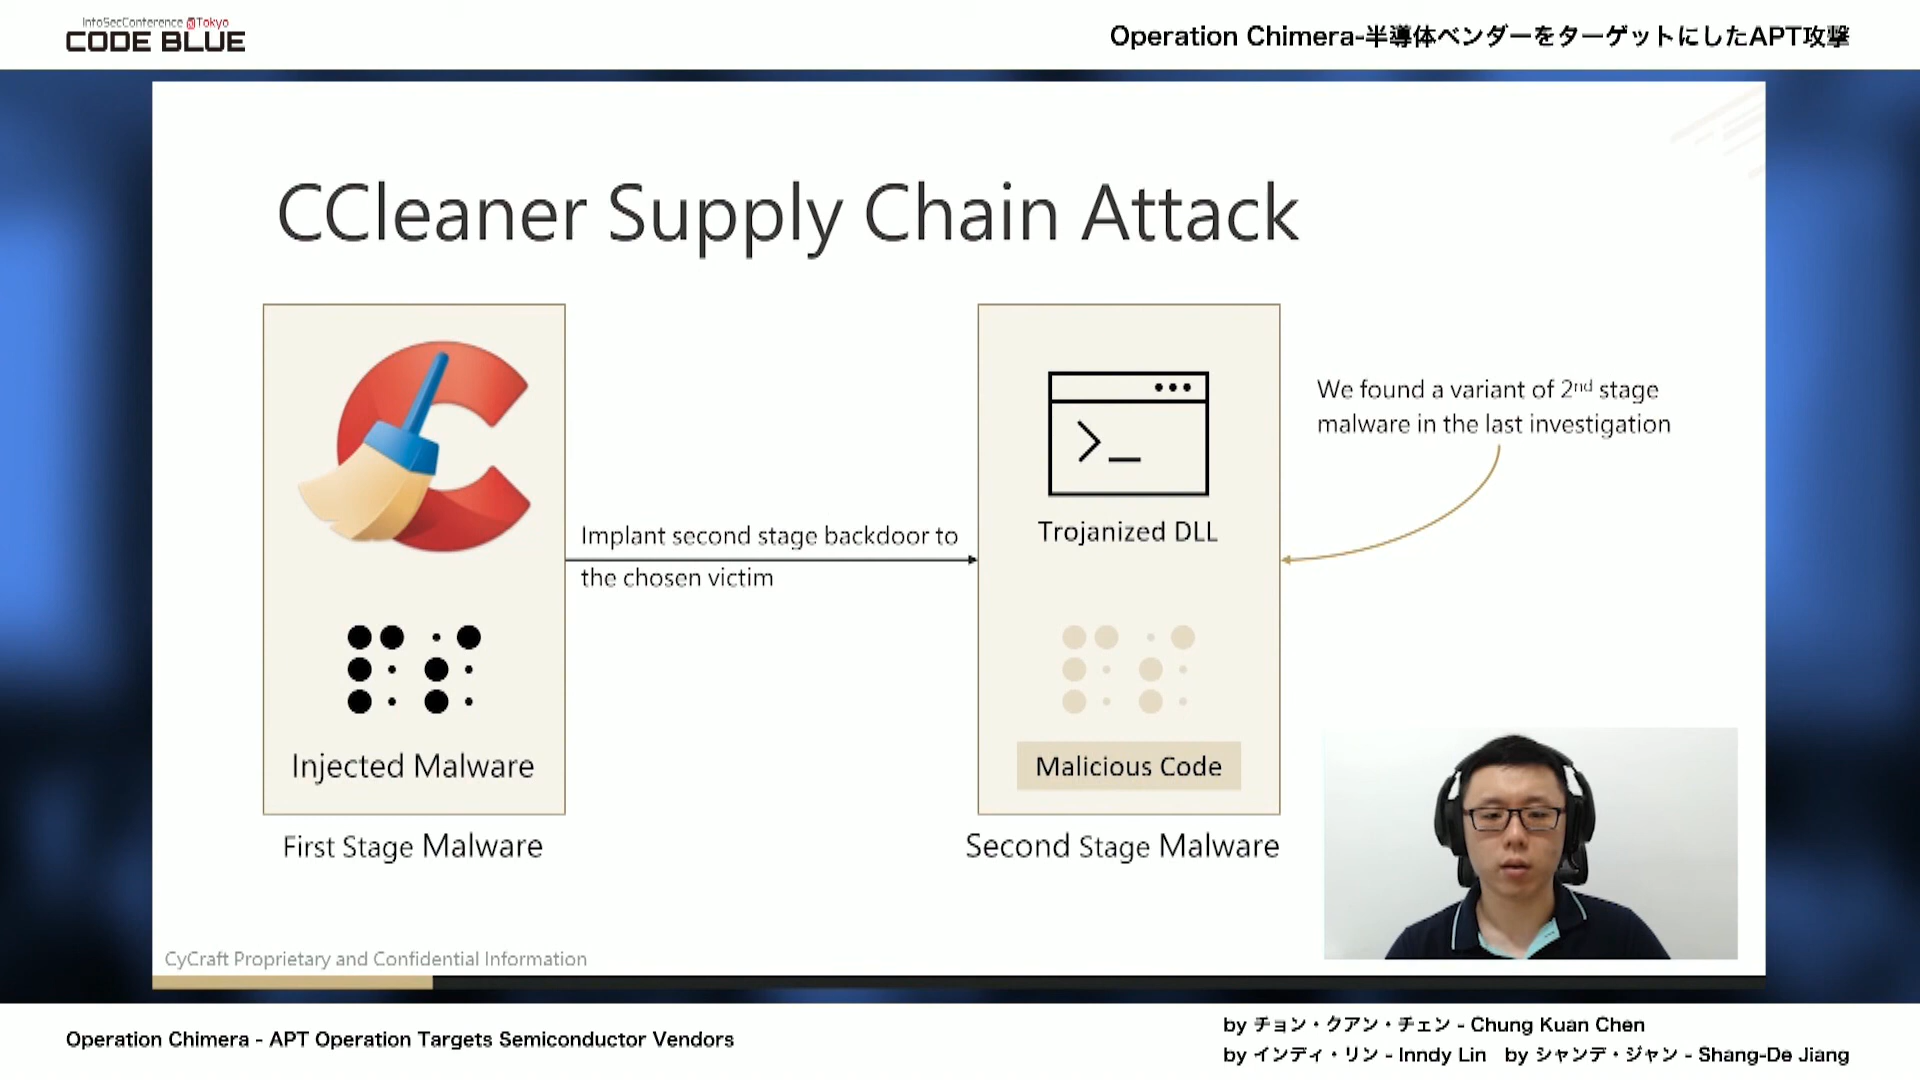 InfoSecConference @Tokyo
CODE BLUE
Operation Chimera-半導体ベンダーをターゲットにしたAPT攻撃
CCleaner Supply Chain Attack
Implant second stage backdoor to
the chosen victim
Injected Malware
First Stage Malware
Trojanized DLL
Malicious Code
Second Stage Malware
We found a variant of 2nd stage
malware in the last investigation
CyCraft Proprietary and Confidential Information
Operation Chimera - APT Operation Targets Semiconductor Vendors
by チョン・クアン・チェン - Chung Kuan Chen
by インディ・リン - Inndy Lin by シャンデ・ジャン - Shang-De Jiang